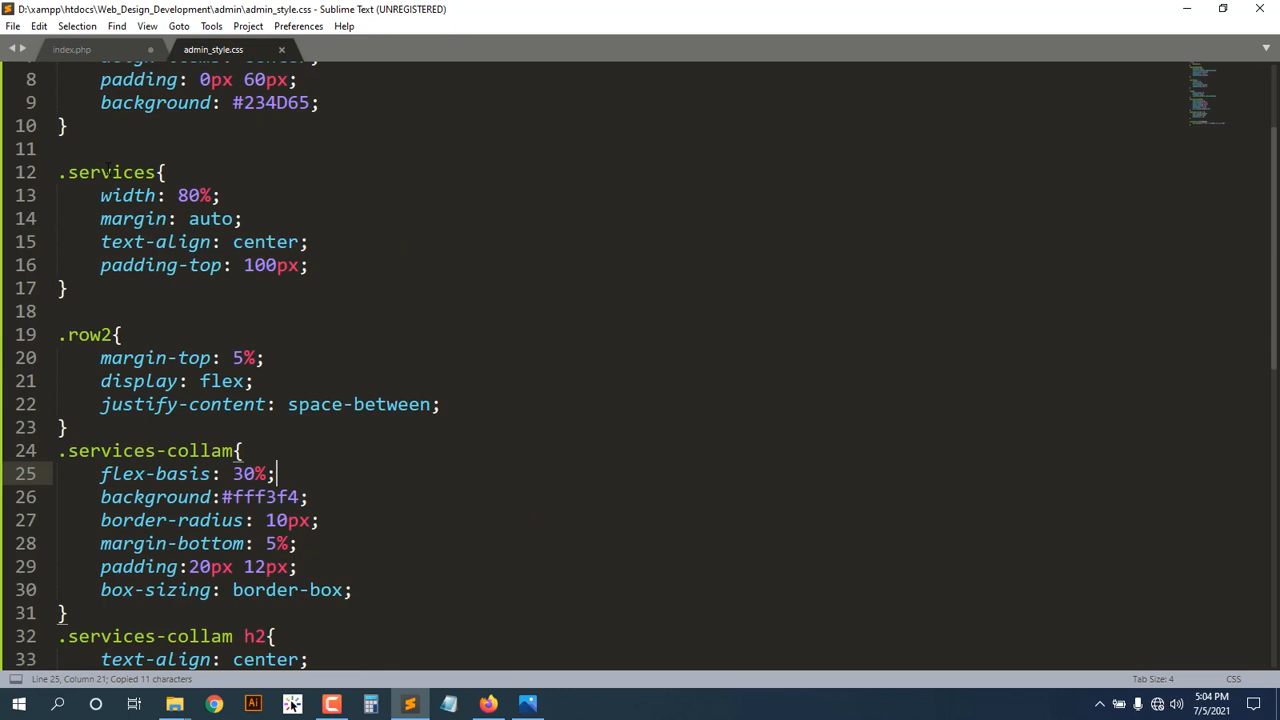 D:\xampp\htdocs\Web_Design_Development\admin\admin_style.css - Sublime Text (UNREGISTERED)
File Edit Selection Find View Goto Tools Project Preferences Help
index.php admin_style.css
8 padding: 0px 60px;
9 background: #234D65;
10 }
11
12 .services{
13 width: 80%;
14 margin: auto;
15 text-align: center;
16 padding-top: 100px;
17 }
18
19 .row2{
20 margin-top: 5%;
21 display: flex;
22 justify-content: space-between;
23 }
24 .services-collam{
25 flex-basis: 30%;
26 background:#fff3f4;
27 border-radius: 10px;
28 margin-bottom: 5%;
29 padding:20px 12px;
30 box-sizing: border-box;
31 }
32 .services-collam h2{
33 text-align: center;
Line 25, Column 21; Copied 11 characters Tab Size: 4 CSS
Ai
5:04 PM
7/5/2021